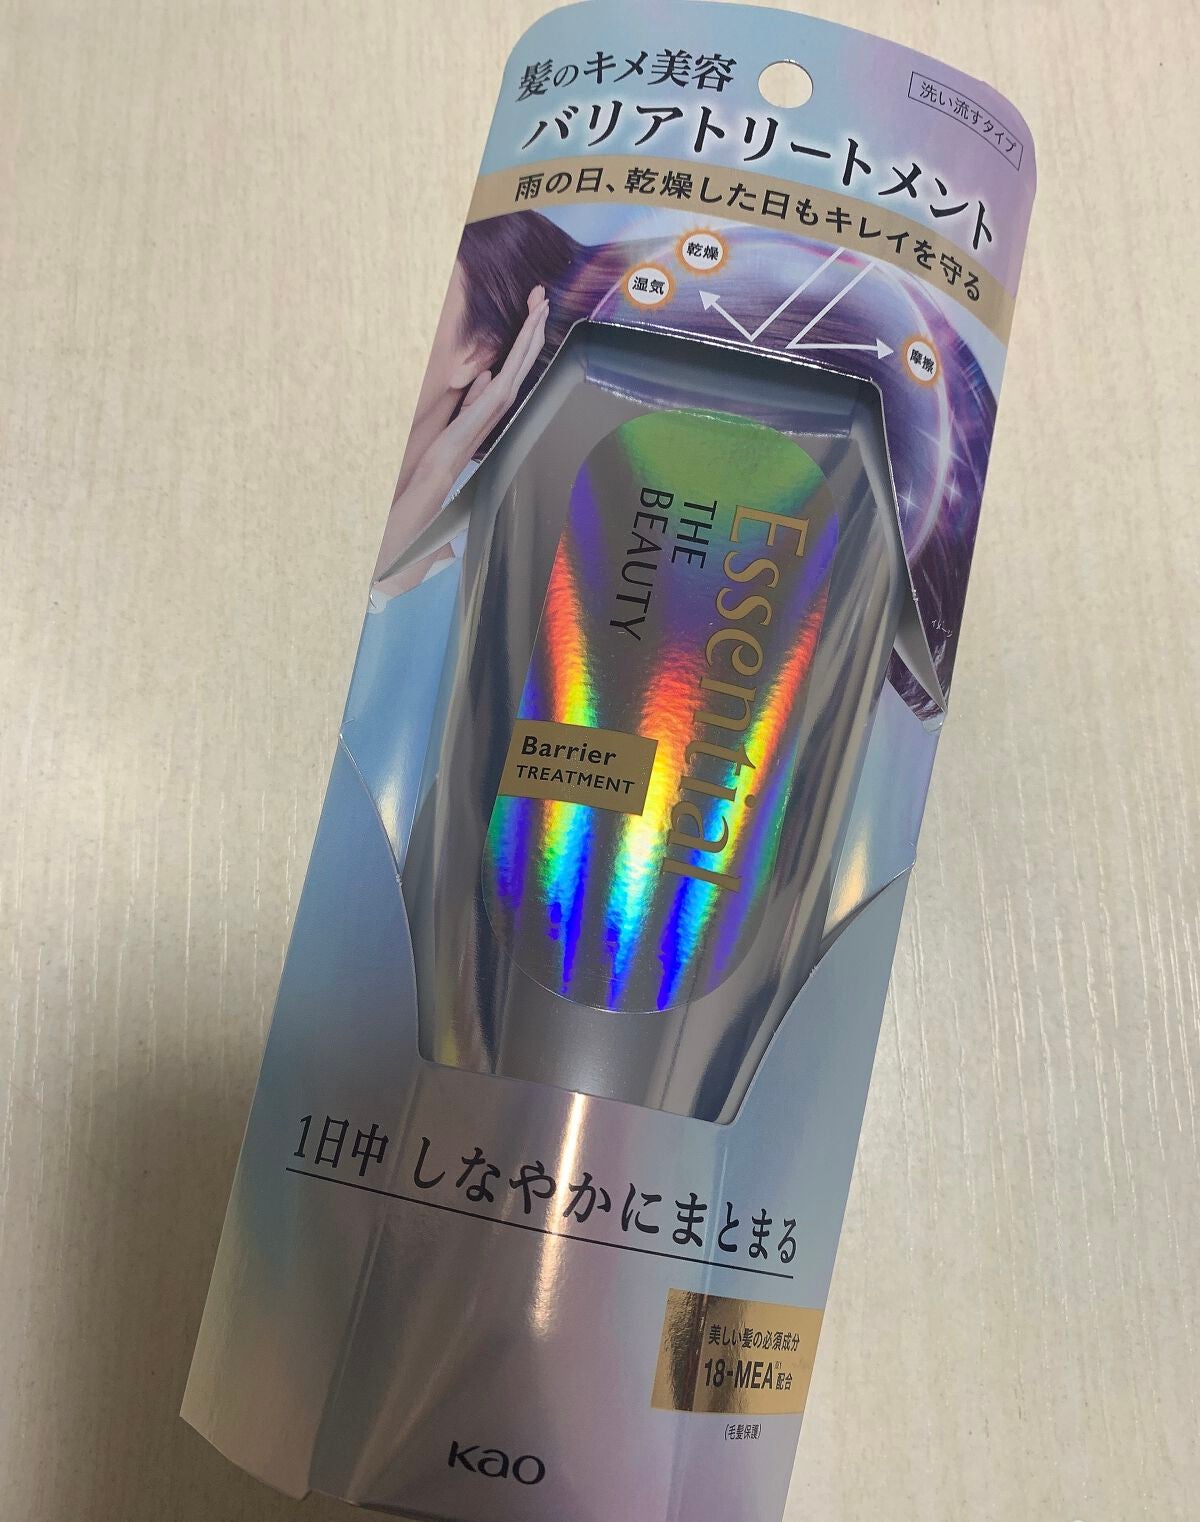 髪のキメ美容
洗い流すタイプ
バリアトリートメント
雨の日、乾燥した日もキレイを守る
乾燥
湿気
摩擦
イメージ
Essential
THE
BEAUTY
Barrier
TREATMENT
1日中 しなやかにまとまる
美しい髪の必須成分
18-MEA 配合
(毛髪保護)
Kao